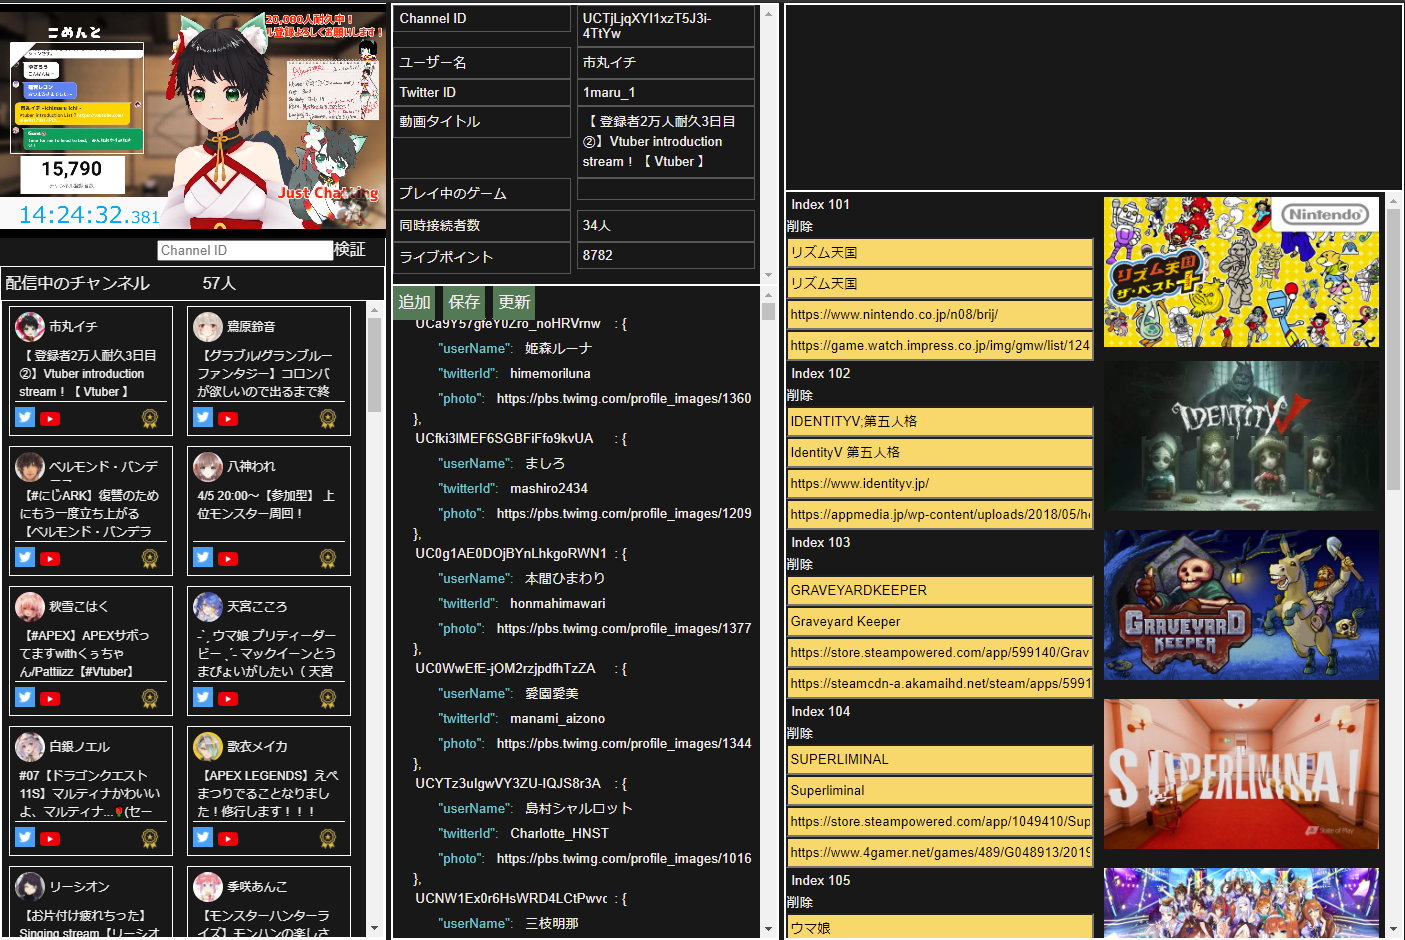 こめんと
20,000人耐久中！
ル登録よろしくお願いします！
15,790
Just Chatting
14:24:32.381
Channel ID
検証
配信中のチャンネル
57人
市丸イチ
【 登録者2万人耐久3日目
②】Vtuber introduction
stream！【 Vtuber 】
鷽原鈴音
【グラブル/グランブルー
ファンタジー】コロンバ
が欲しいので出るまで終
ベルモンド・バンデ
【#にじARK】復讐のため
にもう一度立ち上がる
【ベルモンド・バンデラ
八神われ
4/5 20:00～【参加型】 上
位モンスター周回！
秋雪こはく
【#APEX】APEXサボっ
てますwithくぅちゃ
ん/Pattiizz【#Vtuber】
天宮こころ
-`ˏ ウマ娘 プリティーダー
ビー ˎ´- マックイーンとう
まぴょいがしたい（ 天宮
白銀ノエル
#07【ドラゴンクエスト
11S】マルティナかわいい
よ、マルティナ...🌹(セー
歌衣メイカ
【APEX LEGENDS】えぺ
まつりでることなりまし
た！修行します！！！
リーシオン
【お片付け疲れちった】
Singing stream【リーシオ
季咲あんこ
【モンスターハンターラ
イズ】モンハンの楽しさ
Channel ID
UCTjLjqXYI1xzT5J3i-
4TtYw
ユーザー名
市丸イチ
Twitter ID
1maru_1
動画タイトル
【 登録者2万人耐久3日目
②】Vtuber introduction
stream！【 Vtuber 】
プレイ中のゲーム
同時接続者数
34人
ライブポイント
8782
追加 保存 更新
UCa9Y57gfeY0Zro_noHRVrnw : {
"userName": 姫森ルーナ
"twitterId": himemoriluna
"photo": https://pbs.twimg.com/profile_images/1360
},
UCfki3lMEF6SGBFiFfo9kvUA : {
"userName": ましろ
"twitterId": mashiro2434
"photo": https://pbs.twimg.com/profile_images/1209
},
UC0g1AE0DOjBYnLhkgoRWN1 : {
"userName": 本間ひまわり
"twitterId": honmahimawari
"photo": https://pbs.twimg.com/profile_images/1377
},
UC0WwEfE-jOM2rzjpdfhTzZA : {
"userName": 愛園愛美
"twitterId": manami_aizono
"photo": https://pbs.twimg.com/profile_images/1344
},
UCYTz3uIgwVY3ZU-IQJS8r3A : {
"userName": 島村シャルロット
"twitterId": Charlotte_HNST
"photo": https://pbs.twimg.com/profile_images/1016
},
UCNW1Ex0r6HsWRD4LCtPwvc : {
"userName": 三枝明那
Index 101
削除
リズム天国
リズム天国
https://www.nintendo.co.jp/n08/brij/
https://game.watch.impress.co.jp/img/gmw/list/124
Nintendo
リズム天国
ザ・ベスト+
Index 102
削除
IDENTITYV;第五人格
IdentityV 第五人格
https://www.identityv.jp/
https://appmedia.jp/wp-content/uploads/2018/05/he
IDENTITY V
Index 103
削除
GRAVEYARDKEEPER
Graveyard Keeper
https://store.steampowered.com/app/599140/Grav
https://steamcdn-a.akamaihd.net/steam/apps/5991
GRAVEYARD
KEEPER
Index 104
削除
SUPERLIMINAL
Superliminal
https://store.steampowered.com/app/1049410/Sup
https://www.4gamer.net/games/489/G048913/2019
SUPERLIMINAL
State of Play
Index 105
削除
ウマ娘